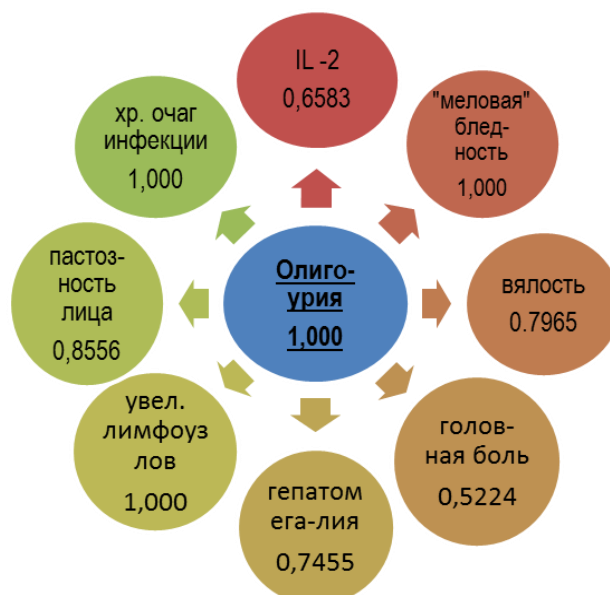 IL -2
0,6583
"меловая"
блед-
ность
1,000
вялость
0.7965
голов-
ная боль
0,5224
гепатом
ега-лия
0,7455
увел.
лимфоуз
лов
1,000
пастоз-
ность
лица
0,8556
хр. очаг
инфекции
1,000
Олиго-
урия
1,000